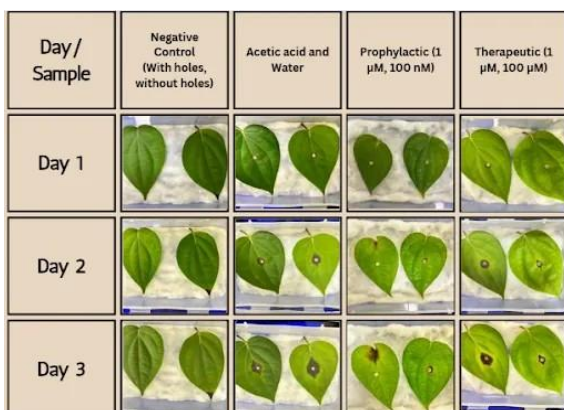 Day /
Sample
Negative
Control
(With holes,
without holes)
Acetic acid and
Water
Prophylactic (1
µM, 100 nM)
Therapeutic (1
µM, 100 µM)
Day 1
Day 2
Day 3